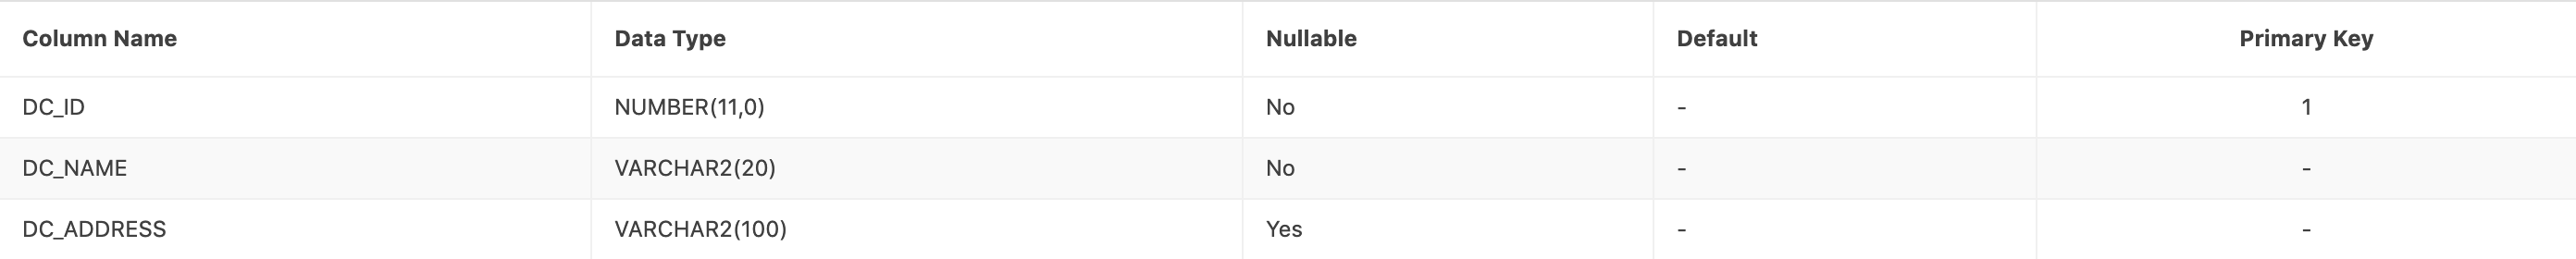 Column Name Data Type Nullable Default Primary Key
DC_ID NUMBER(11,0) No - 1
DC_NAME VARCHAR2(20) No - -
DC_ADDRESS VARCHAR2(100) Yes - -